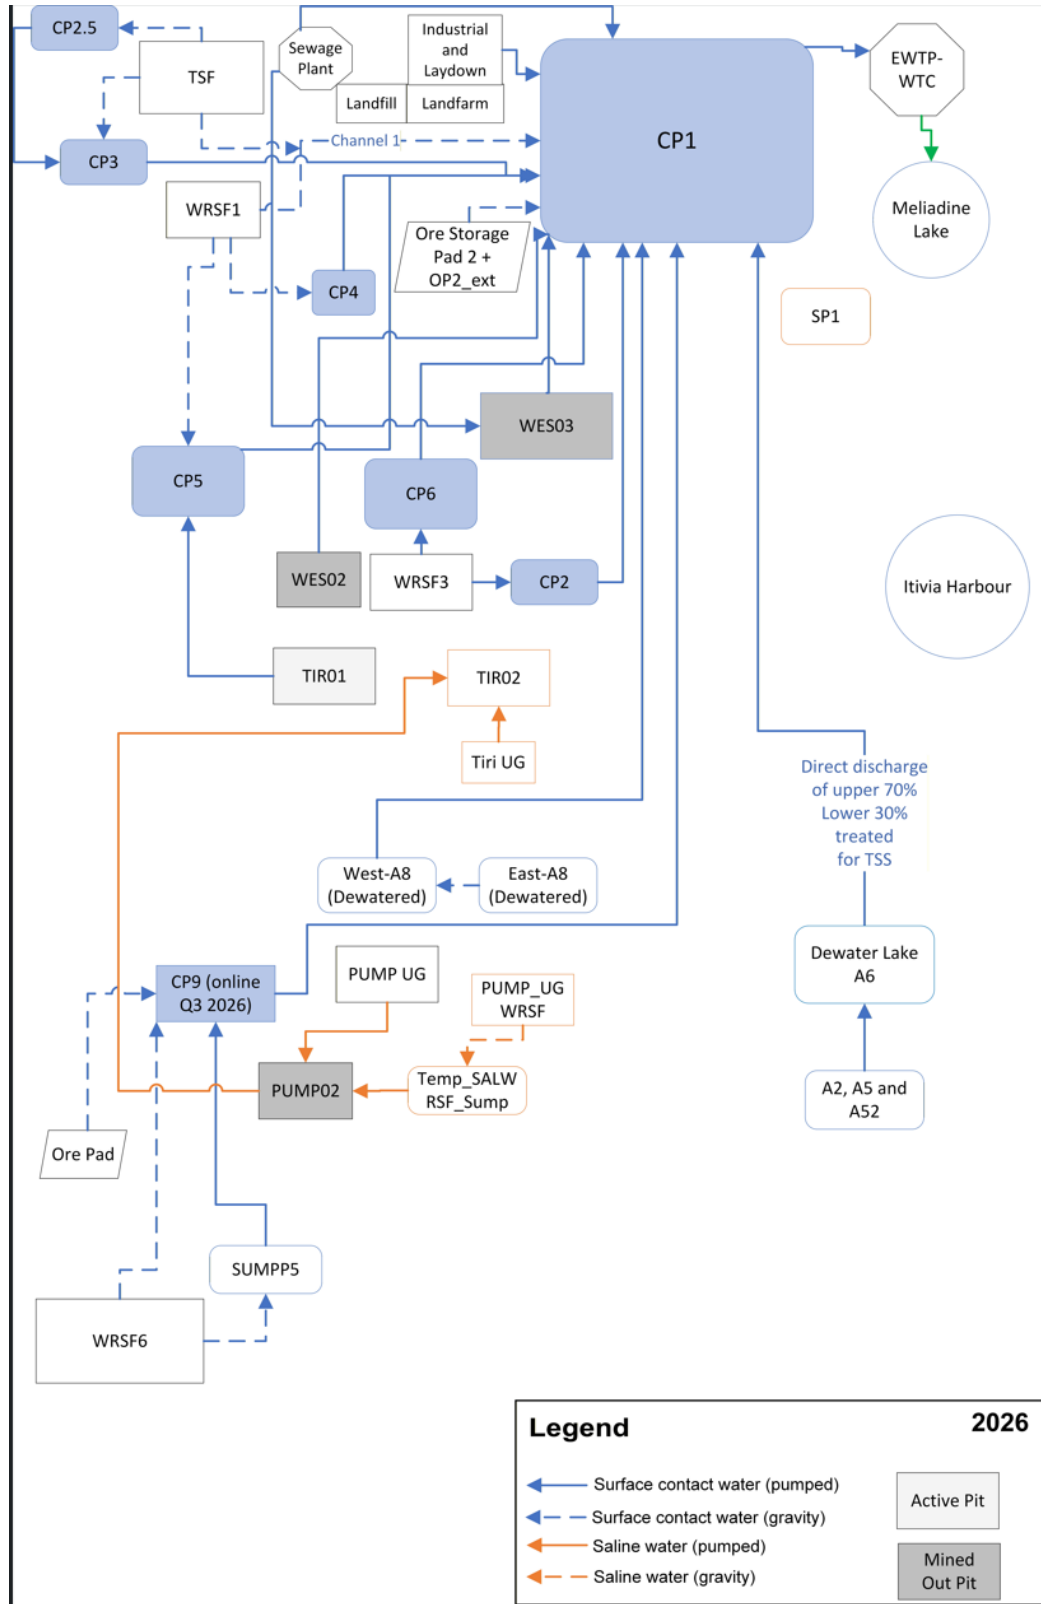 CP2.5
TSF
Sewage
Plant
Industrial
and
Laydown
Landfill
Landfarm
CP1
EWTP-
WTC
Channel 1
CP3
WRSF1
Meliadine
Lake
Ore Storage
Pad 2 +
OP2_ext
CP4
SP1
WES03
CP5
CP6
WES02
WRSF3
CP2
Itivia Harbour
TIR01
TIR02
Tiri UG
Direct discharge
of upper 70%
Lower 30%
treated
for TSS
West-A8
(Dewatered)
East-A8
(Dewatered)
Dewater Lake
A6
CP9 (online
Q3 2026)
PUMP UG
PUMP_UG
WRSF
PUMP02
Temp_SALW
RSF_Sump
A2, A5 and
A52
Ore Pad
SUMPP5
WRSF6
Legend
2026
Surface contact water (pumped)
Surface contact water (gravity)
Saline water (pumped)
Saline water (gravity)
Active Pit
Mined
Out Pit